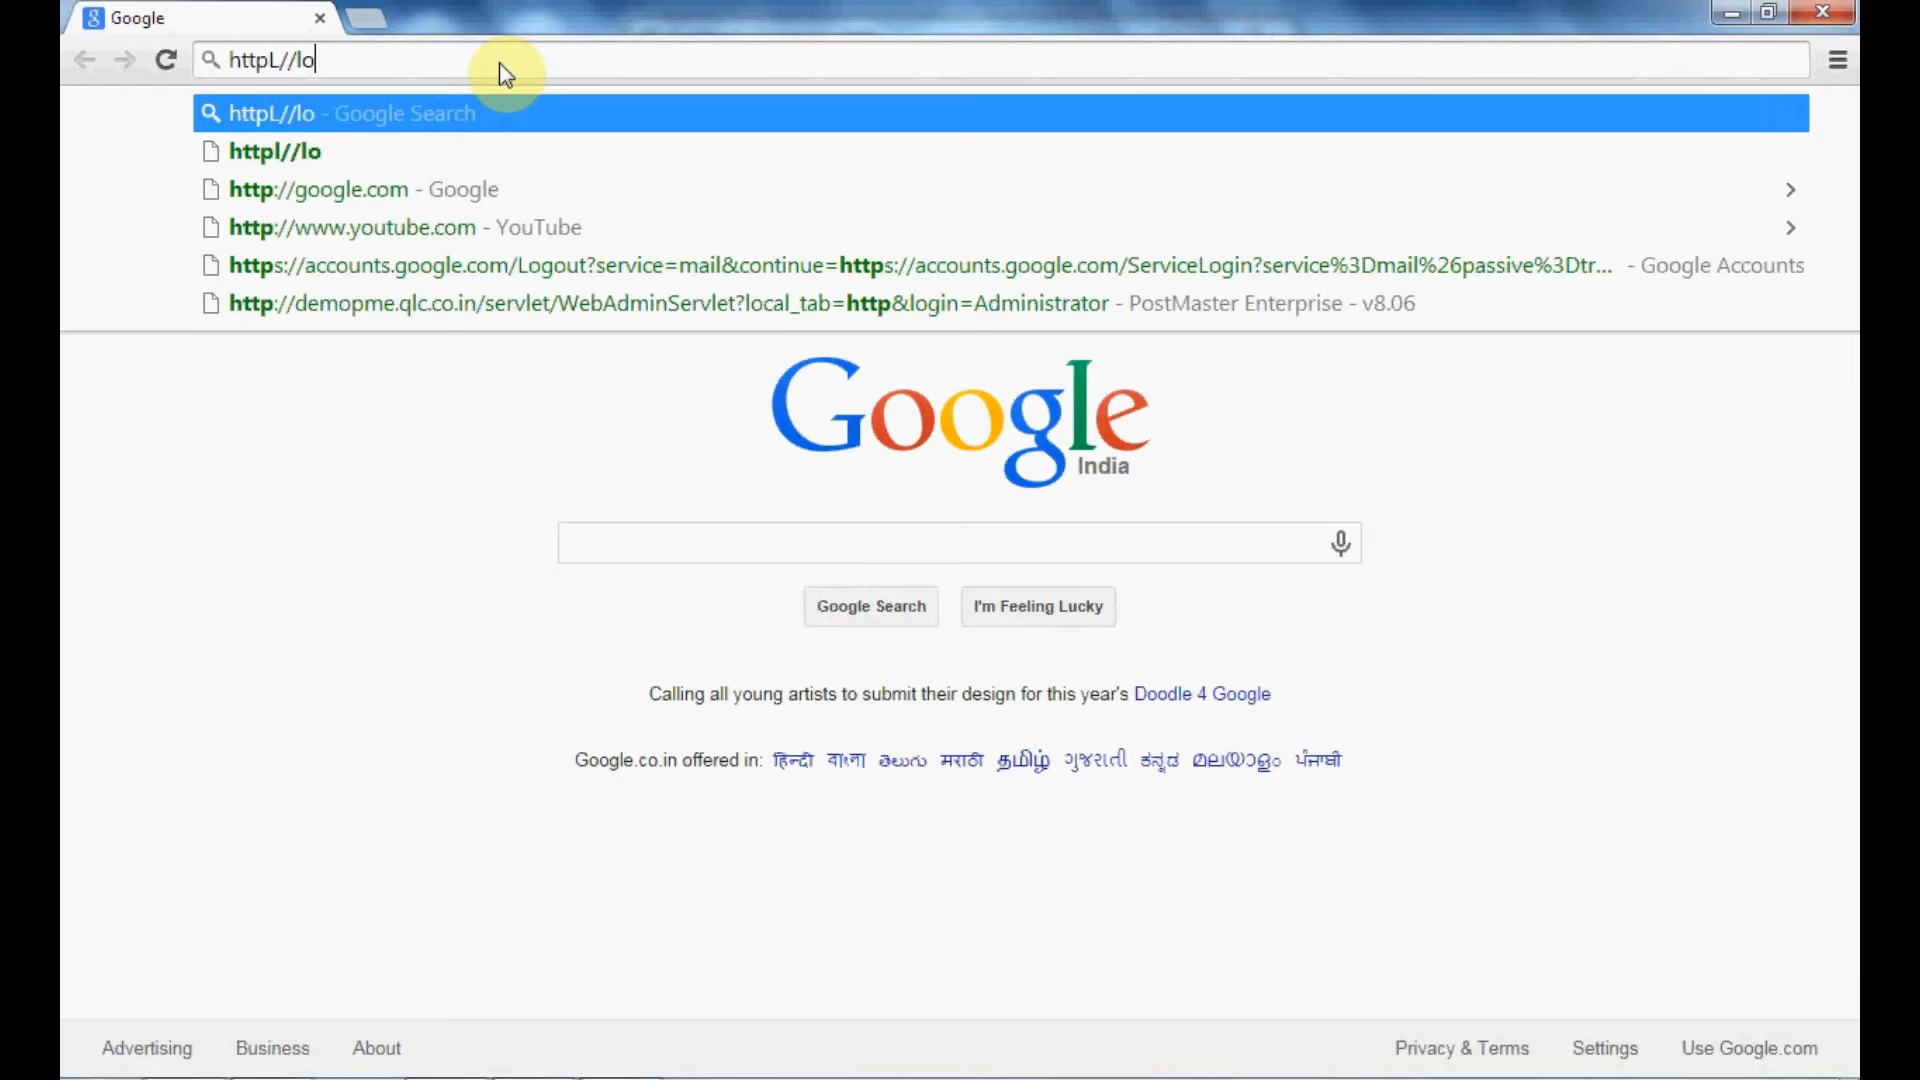 Google
httpL//lo
httpL//lo - Google Search
httpl//lo
http://google.com - Google
http://www.youtube.com - YouTube
https://accounts.google.com/Logout?service=mail&continue=https://accounts.google.com/ServiceLogin?service%3Dmail%26passive%3Dtr... - Google Accounts
http://demopme.qlc.co.in/servlet/WebAdminServlet?local_tab=http&login=Administrator - PostMaster Enterprise - v8.06
Google
India
Google Search I'm Feeling Lucky
Calling all young artists to submit their design for this year's Doodle 4 Google
Google.co.in offered in: हिन्दी বাংলা తెలుగు मराठी தமிழ் ગુજરાતી ಕನ್ನಡ മലയാളം ਪੰਜਾਬੀ
Advertising Business About Privacy & Terms Settings Use Google.com